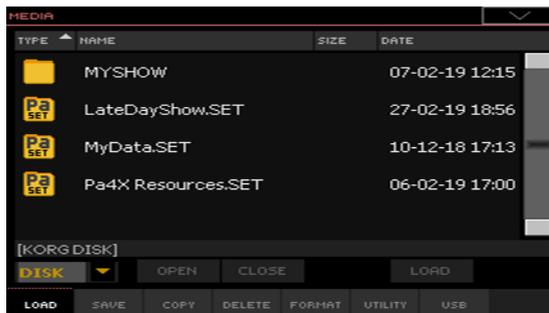 MEDIA
TYPE NAME SIZE DATE
MYSHOW 07-02-19 12:15
Pa SET LateDayShow.SET 27-02-19 18:56
Pa SET MyData.SET 10-12-18 17:13
Pa SET Pa4X Resources.SET 06-02-19 17:00
[KORG DISK]
DISK OPEN CLOSE LOAD
LOAD SAVE COPY DELETE FORMAT UTILITY USB